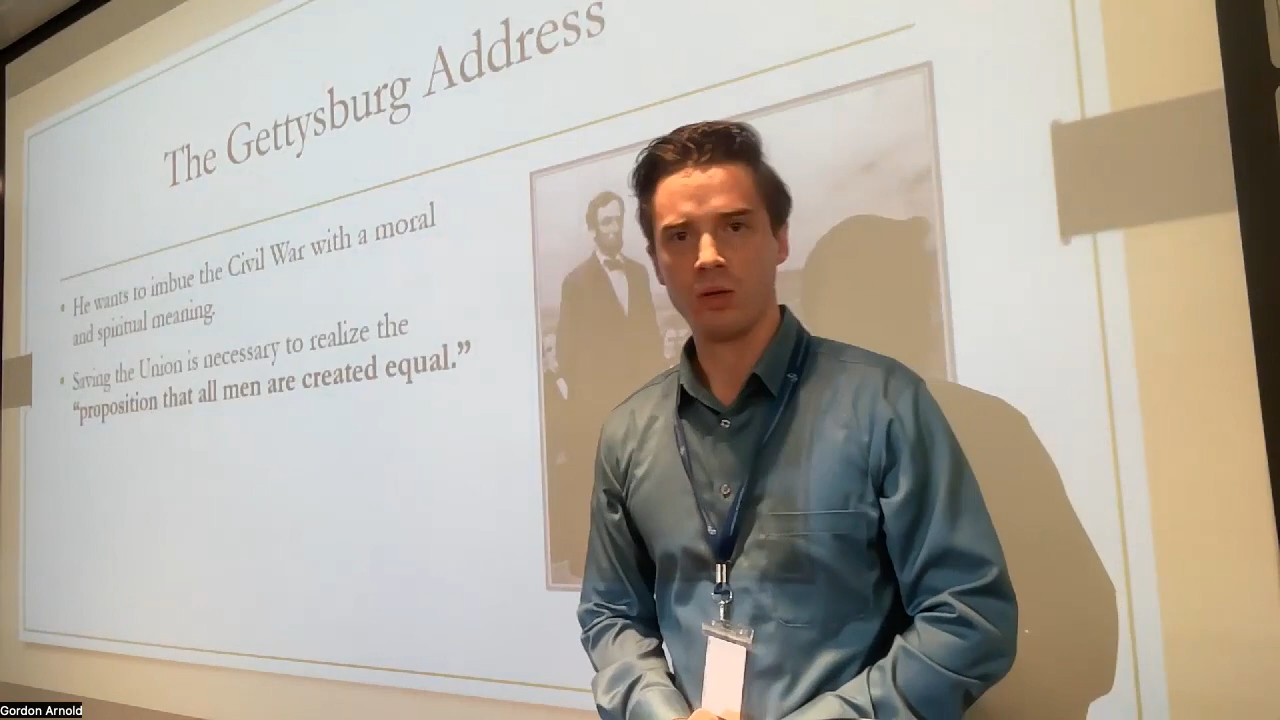 The Gettysburg Address
• He wants to imbue the Civil War with a moral
and spiritual meaning.
• Saving the Union is necessary to realize the
“proposition that all men are created equal.”
Gordon Arnold